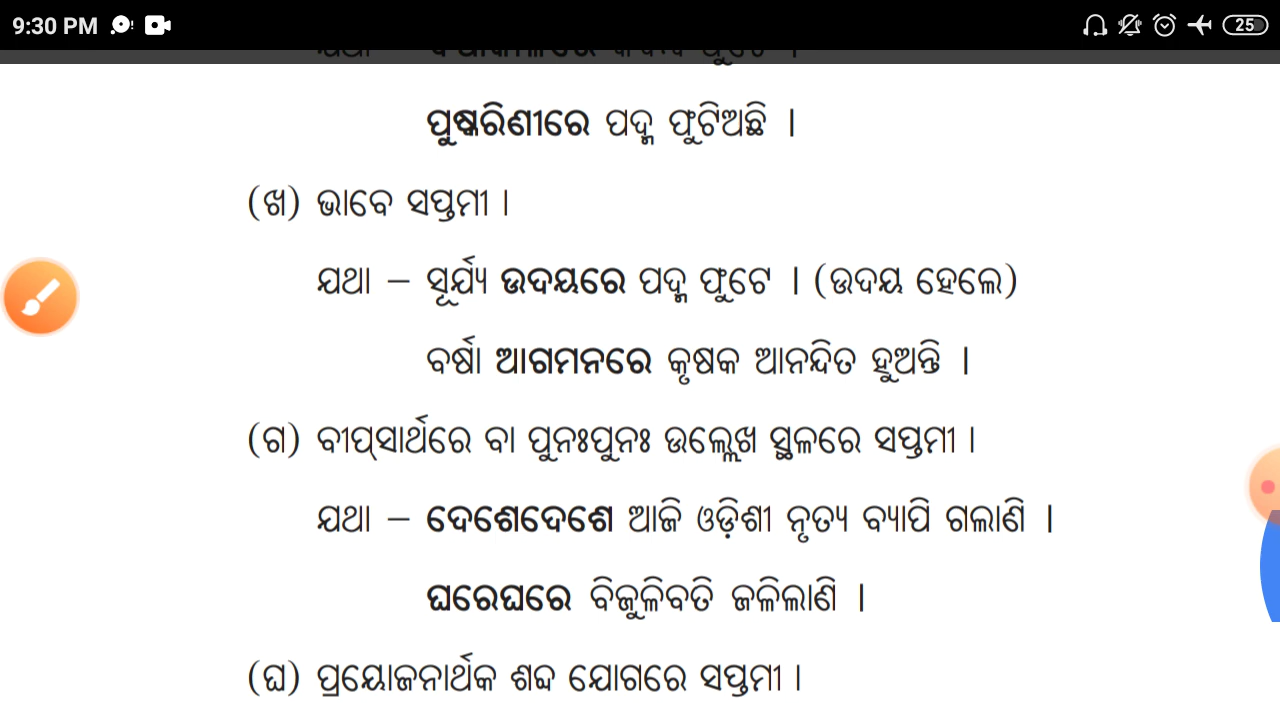 9:30 PM 25
ପୁଷ୍କରିଣୀରେ ପଦ୍ମ ଫୁଟିଅଛି ।
(ଖ) ଭାବେ ସପ୍ତମୀ ।
ଯଥା – ସୂର୍ଯ୍ୟ ଉଦୟରେ ପଦ୍ମ ଫୁଟେ । (ଉଦୟ ହେଲେ)
ବର୍ଷା ଆଗମନରେ କୃଷକ ଆନନ୍ଦିତ ହୁଅନ୍ତି ।
(ଗ) ବୀପ୍‌ସାର୍ଥରେ ବା ପୁନଃପୁନଃ ଉଲ୍ଲେଖ ସ୍ଥଳରେ ସପ୍ତମୀ ।
ଯଥା – ଦେଶେଦେଶେ ଆଜି ଓଡ଼ିଶୀ ନୃତ୍ୟ ବ୍ୟାପି ଗଲାଣି ।
ଘରେଘରେ ବିଜୁଳିବତି ଜଳିଲାଣି ।
(ଘ) ପ୍ରୟୋଜନାର୍ଥକ ଶବ୍ଦ ଯୋଗରେ ସପ୍ତମୀ ।